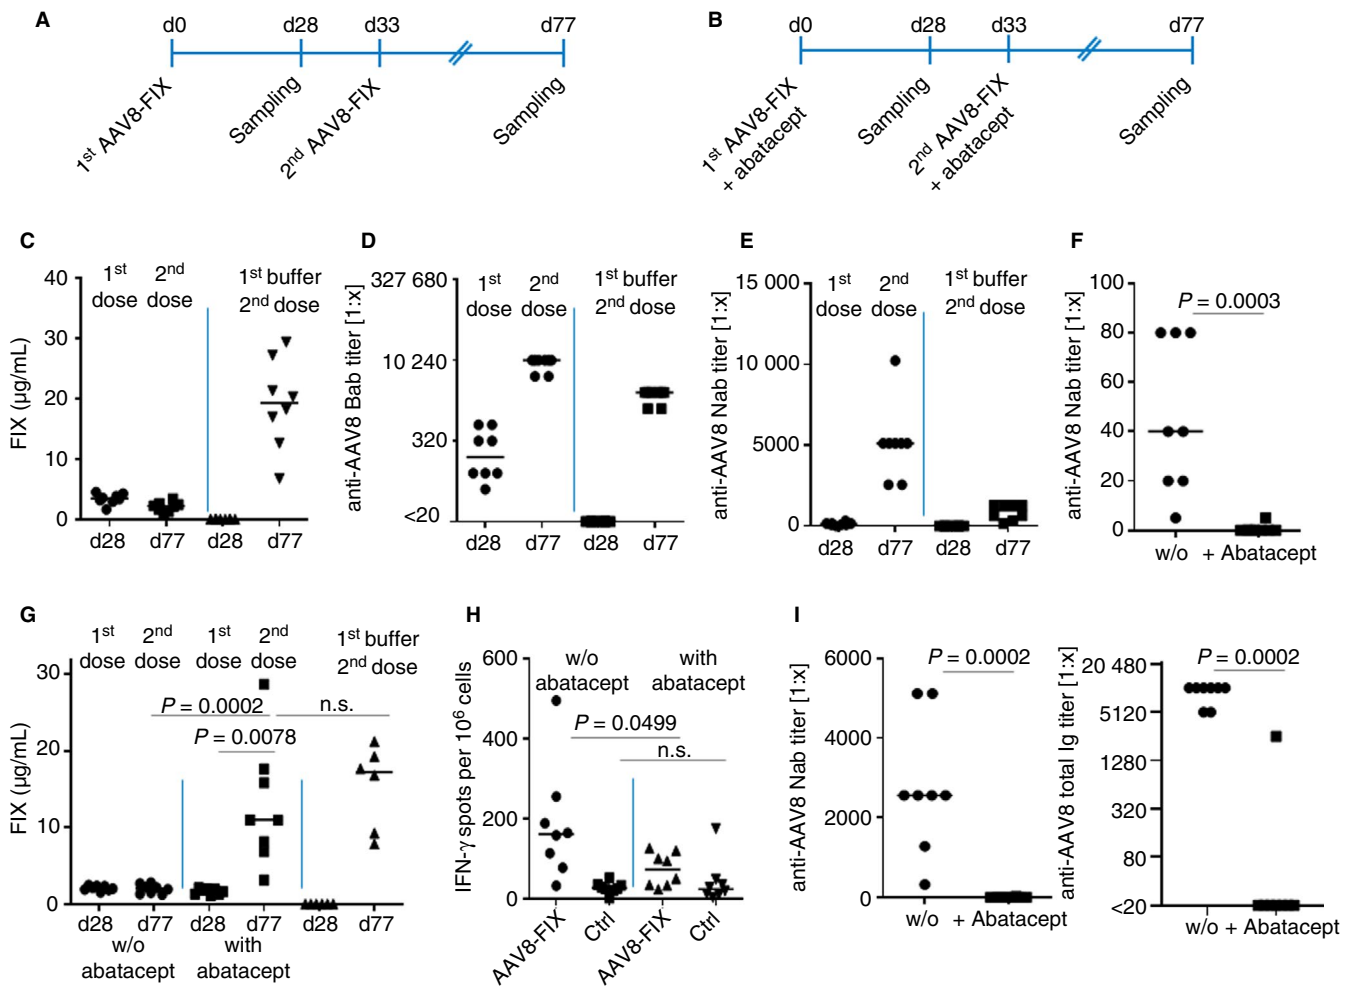 A
d0 d28 d33 d77
1st AAV8-FIX
Sampling
2nd AAV8-FIX
Sampling
B
d0 d28 d33 d77
1st AAV8-FIX
+ abatacept
Sampling
2nd AAV8-FIX
+ abatacept
Sampling
C
FIX (µg/mL)
40
30
20
10
0
1st dose
2nd dose
1st buffer
2nd dose
d28 d77 d28 d77
D
anti-AAV8 Bab titer [1:x]
327 680
10 240
320
<20
1st dose
2nd dose
1st buffer
2nd dose
d28 d77 d28 d77
E
anti-AAV8 Nab titer [1:x]
15 000
10 000
5000
0
1st dose
2nd dose
1st buffer
2nd dose
d28 d77 d28 d77
F
anti-AAV8 Nab titer [1:x]
100
80
60
40
20
0
P = 0.0003
w/o + Abatacept
G
FIX (µg/mL)
30
20
10
0
1st dose
2nd dose
1st dose
2nd dose
1st buffer
2nd dose
P = 0.0002
n.s.
P = 0.0078
d28 d77 d28 d77 d28 d77
w/o abatacept
with abatacept
H
IFN-γ spots per 106 cells
600
400
200
0
w/o abatacept
with abatacept
P = 0.0499
n.s.
AAV8-FIX
Ctrl
AAV8-FIX
Ctrl
I
anti-AAV8 Nab titer [1:x]
6000
4000
2000
0
P = 0.0002
w/o + Abatacept
anti-AAV8 total Ig titer [1:x]
20 480
5120
1280
320
80
<20
P = 0.0002
w/o + Abatacept